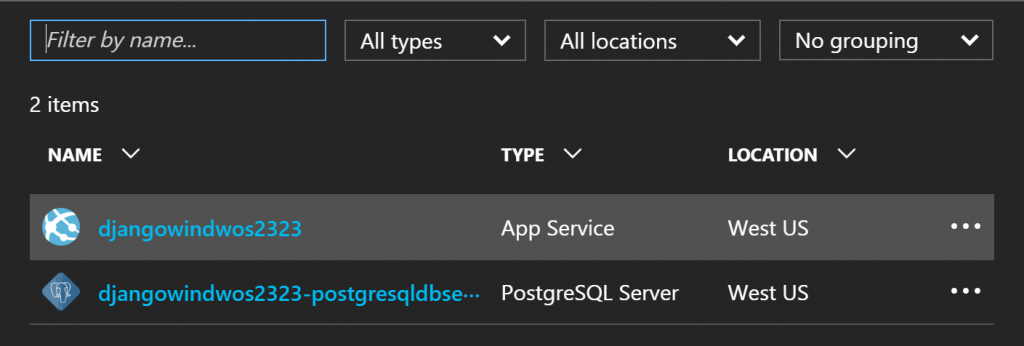 Filter by name... All types All locations No grouping
2 items
NAME TYPE LOCATION
djangowindwos2323 App Service West US
djangowindwos2323-postgresqldbse... PostgreSQL Server West US